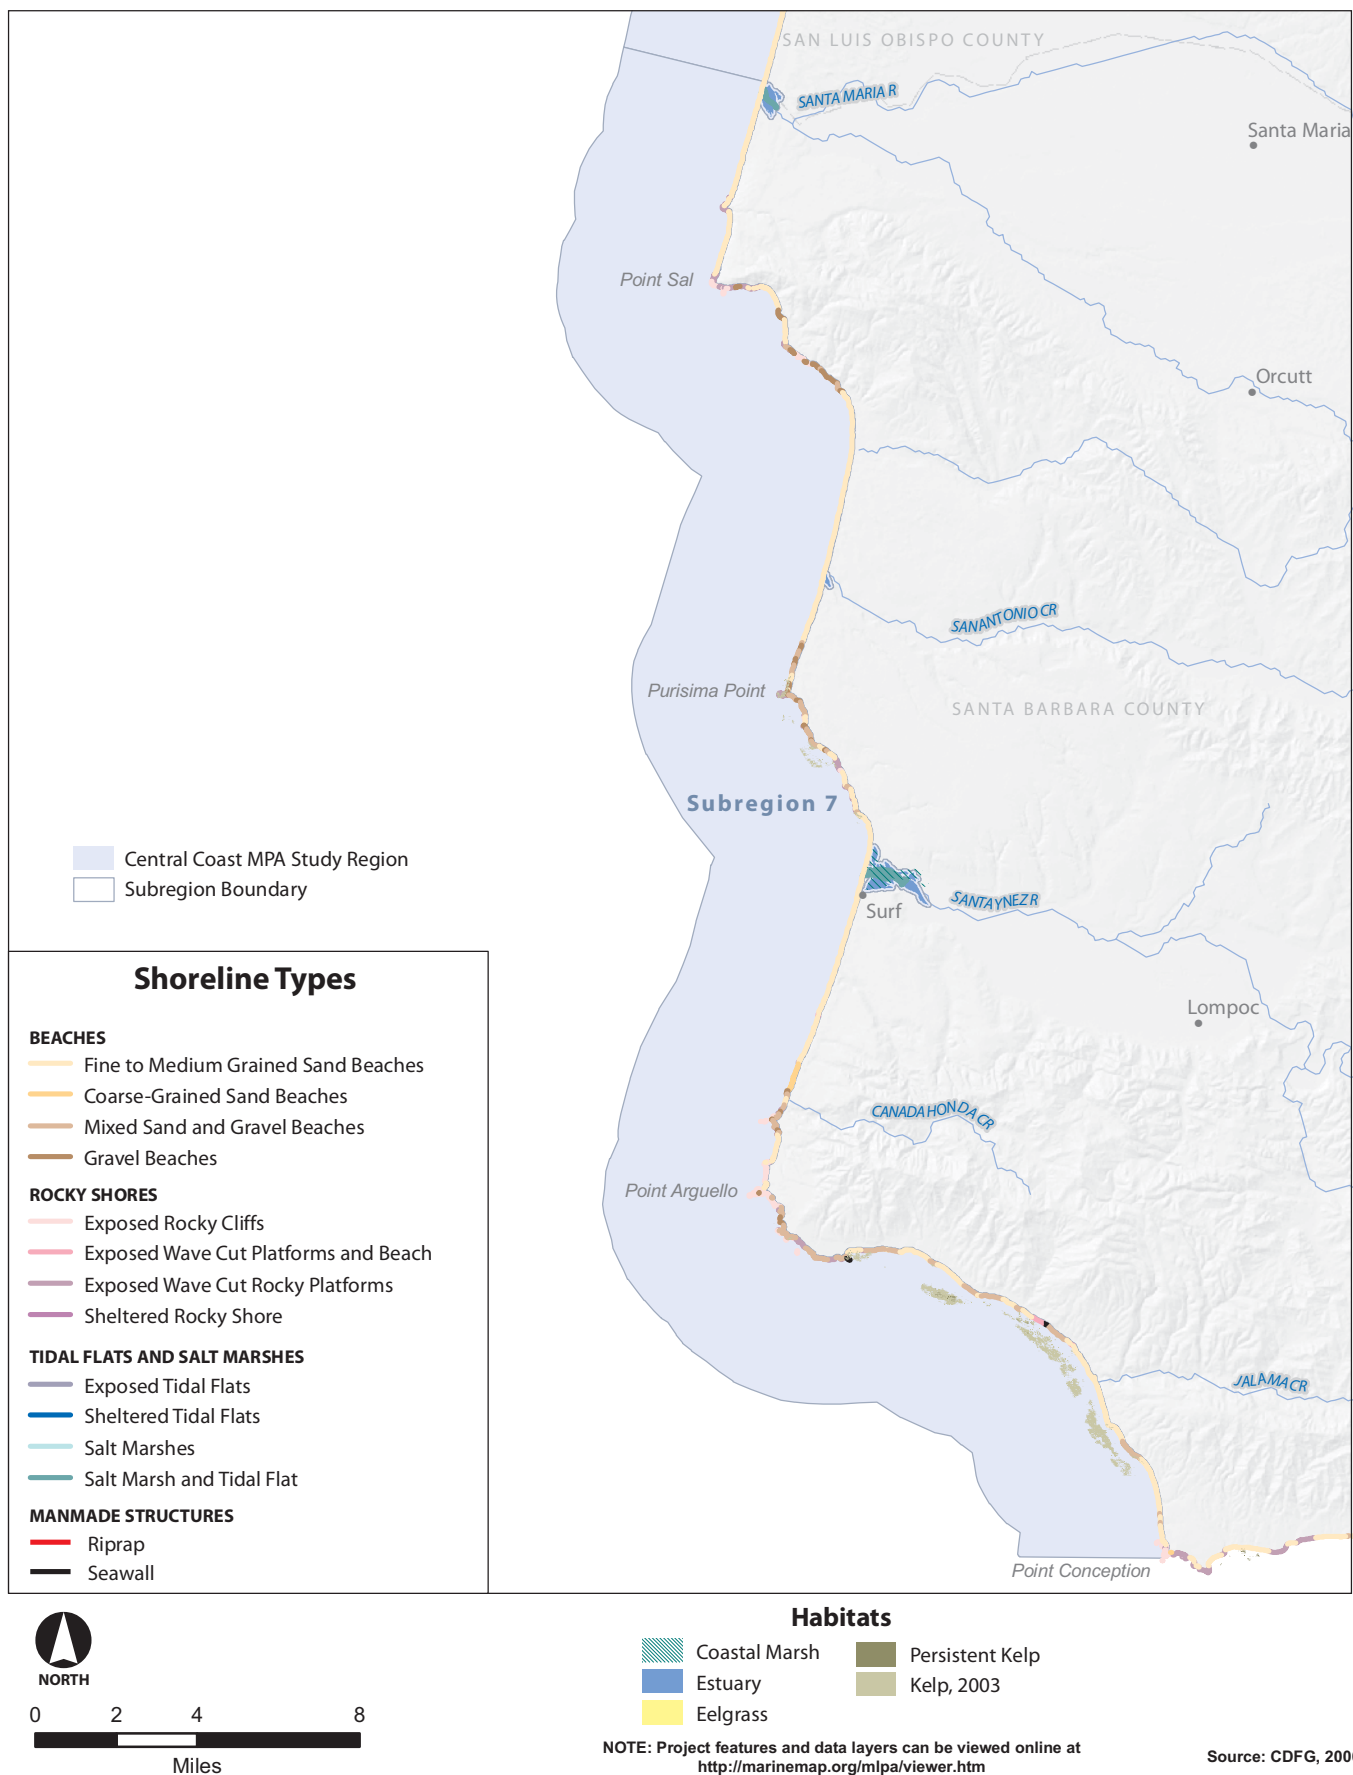 SAN LUIS OBISPO COUNTY
SANTA MARIA R
Santa Maria
Point Sal
Orcutt
SAN ANTONIO CR
Purisima Point
SANTA BARBARA COUNTY
Subregion 7
Central Coast MPA Study Region
Subregion Boundary
SANTA YNEZ R
Surf
Lompoc
CANADA HONDA CR
Point Arguello
JALAMA CR
Point Conception
Shoreline Types
BEACHES
Fine to Medium Grained Sand Beaches
Coarse-Grained Sand Beaches
Mixed Sand and Gravel Beaches
Gravel Beaches
ROCKY SHORES
Exposed Rocky Cliffs
Exposed Wave Cut Platforms and Beach
Exposed Wave Cut Rocky Platforms
Sheltered Rocky Shore
TIDAL FLATS AND SALT MARSHES
Exposed Tidal Flats
Sheltered Tidal Flats
Salt Marshes
Salt Marsh and Tidal Flat
MANMADE STRUCTURES
Riprap
Seawall
NORTH
0 2 4 8
Miles
Habitats
Coastal Marsh
Estuary
Eelgrass
Persistent Kelp
Kelp, 2003
NOTE: Project features and data layers can be viewed online at
http://marinemap.org/mlpa/viewer.htm
Source: CDFG, 200